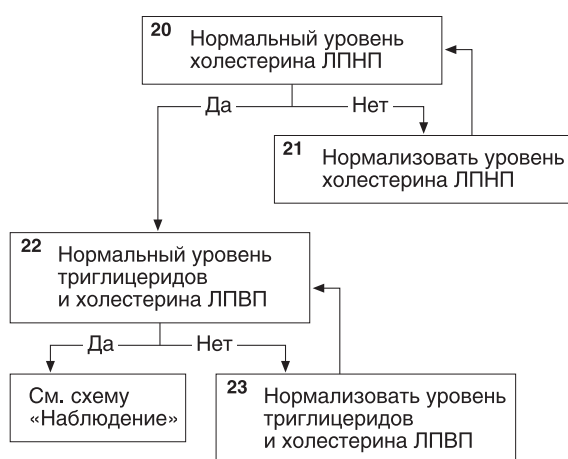 20 Нормальный уровень
холестерина ЛПНП
Да
Нет
21 Нормализовать уровень
холестерина ЛПНП
22 Нормальный уровень
триглицеридов
и холестерина ЛПВП
Да
Нет
См. схему
«Наблюдение»
23 Нормализовать уровень
триглицеридов
и холестерина ЛПВП